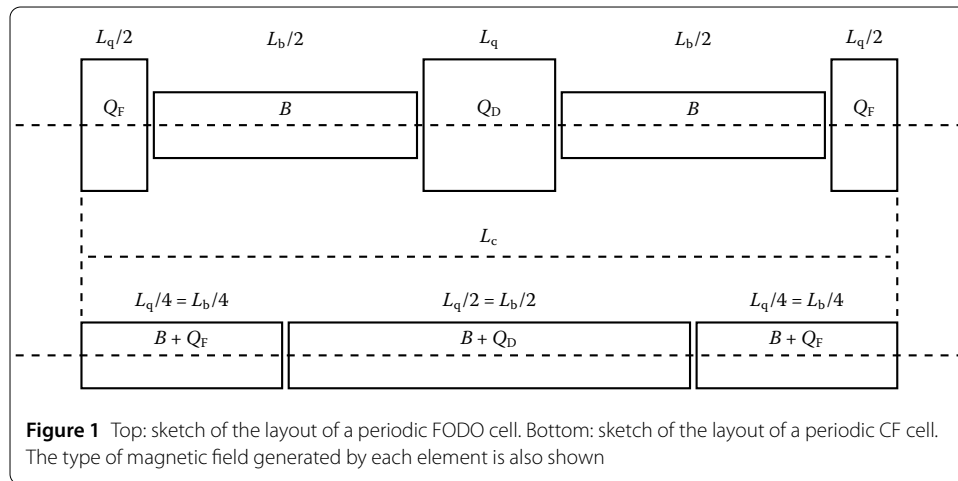 L_q/2 L_b/2 L_q L_b/2 L_q/2
Q_F B Q_D B Q_F
L_c
L_q/4 = L_b/4 L_q/2 = L_b/2 L_q/4 = L_b/4
B + Q_F B + Q_D B + Q_F
Figure 1 Top: sketch of the layout of a periodic FODO cell. Bottom: sketch of the layout of a periodic CF cell.
The type of magnetic field generated by each element is also shown